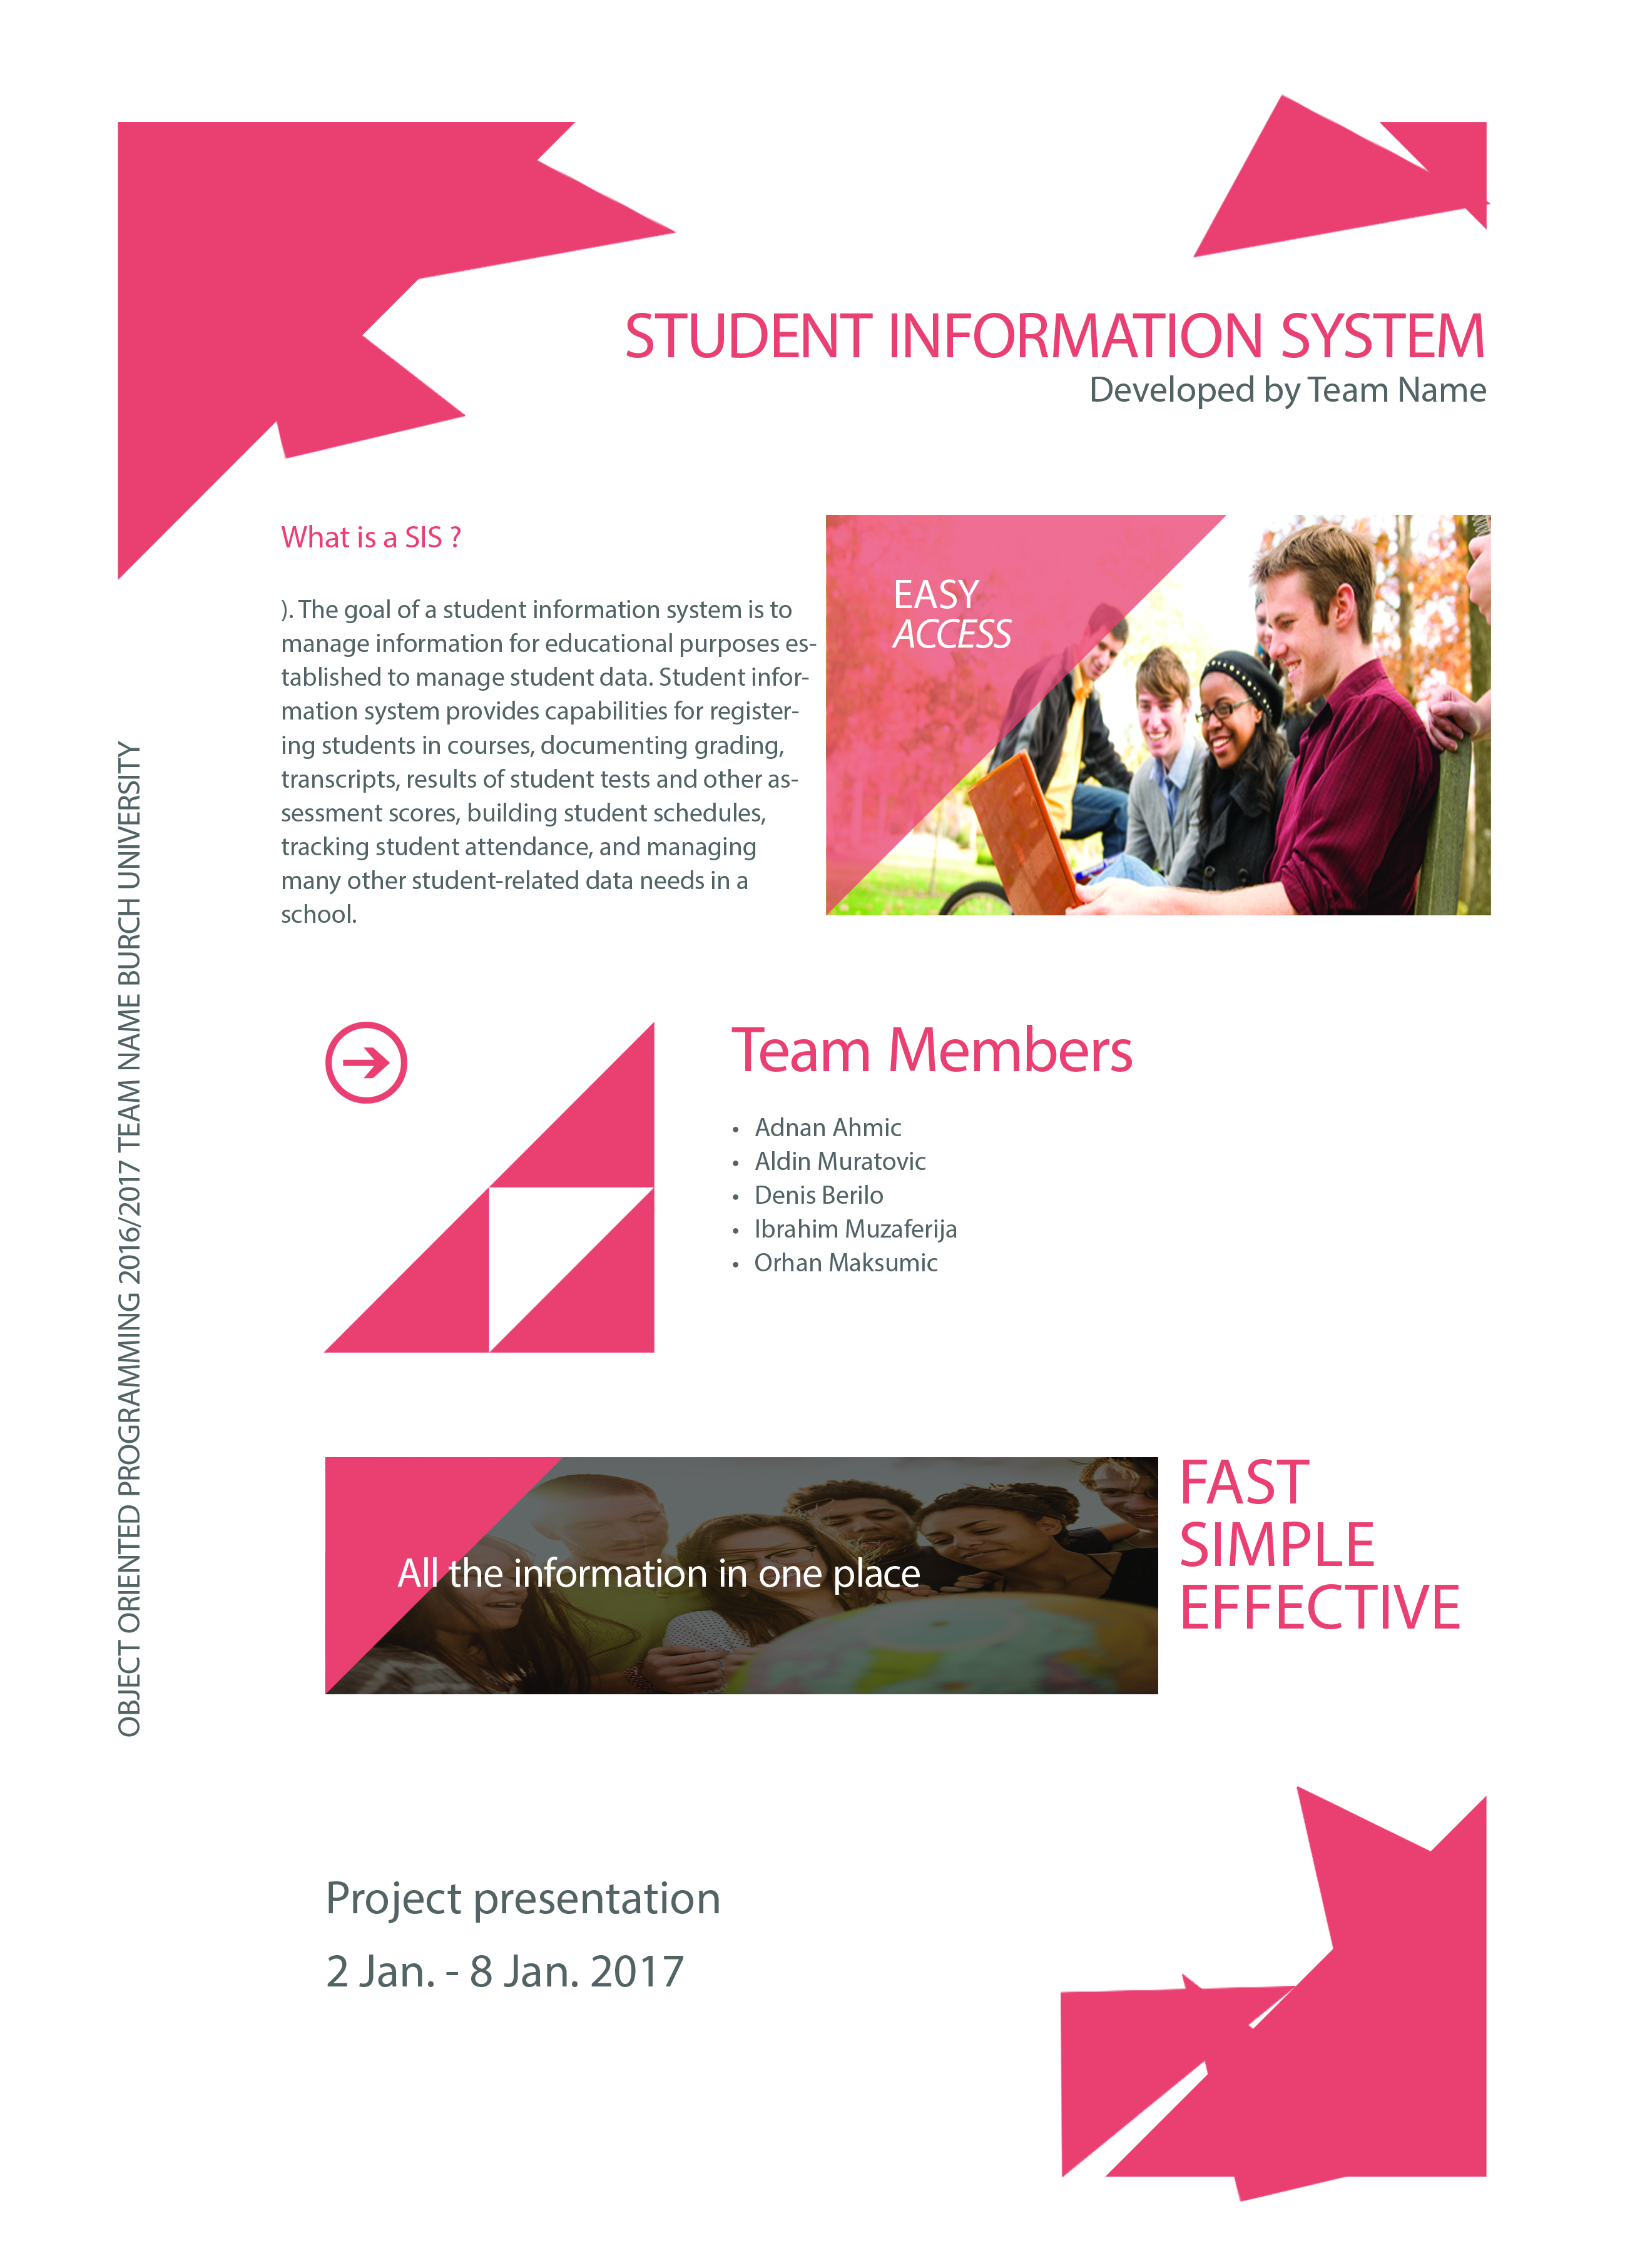 STUDENT INFORMATION SYSTEM
Developed by Team Name
What is a SIS ?
). The goal of a student information system is to
manage information for educational purposes es-
tablished to manage student data. Student infor-
mation system provides capabilities for register-
ing students in courses, documenting grading,
transcripts, results of student tests and other as-
sessment scores, building student schedules,
tracking student attendance, and managing
many other student-related data needs in a
school.
EASY
ACCESS
OBJECT ORIENTED PROGRAMMING 2016/2017 TEAM NAME BURCH UNIVERSITY
Team Members
• Adnan Ahmic
• Aldin Muratovic
• Denis Berilo
• Ibrahim Muzaferija
• Orhan Maksumic
All the information in one place
FAST
SIMPLE
EFFECTIVE
Project presentation
2 Jan. - 8 Jan. 2017